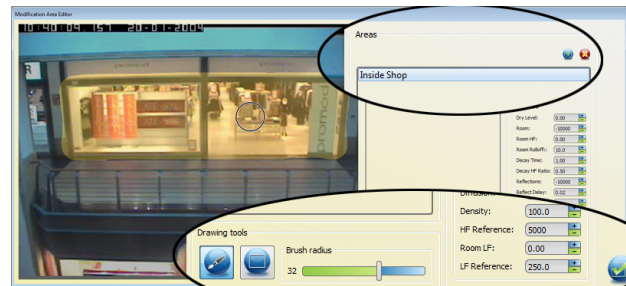 Modification Area Editor
10:40:09.157 20-01-2004
Areas
Inside Shop
promod
Dry Level: 0.00
Room: -10000
Room HF: 0.00
Room Rolloff: 10.0
Decay Time: 1.00
Decay HF Ratio: 0.50
Reflections: -10000
Reflect Delay: 0.02
Density: 100.0
HF Reference: 5000
Room LF: 0.00
LF Reference: 250.0
Drawing tools
Brush radius
32